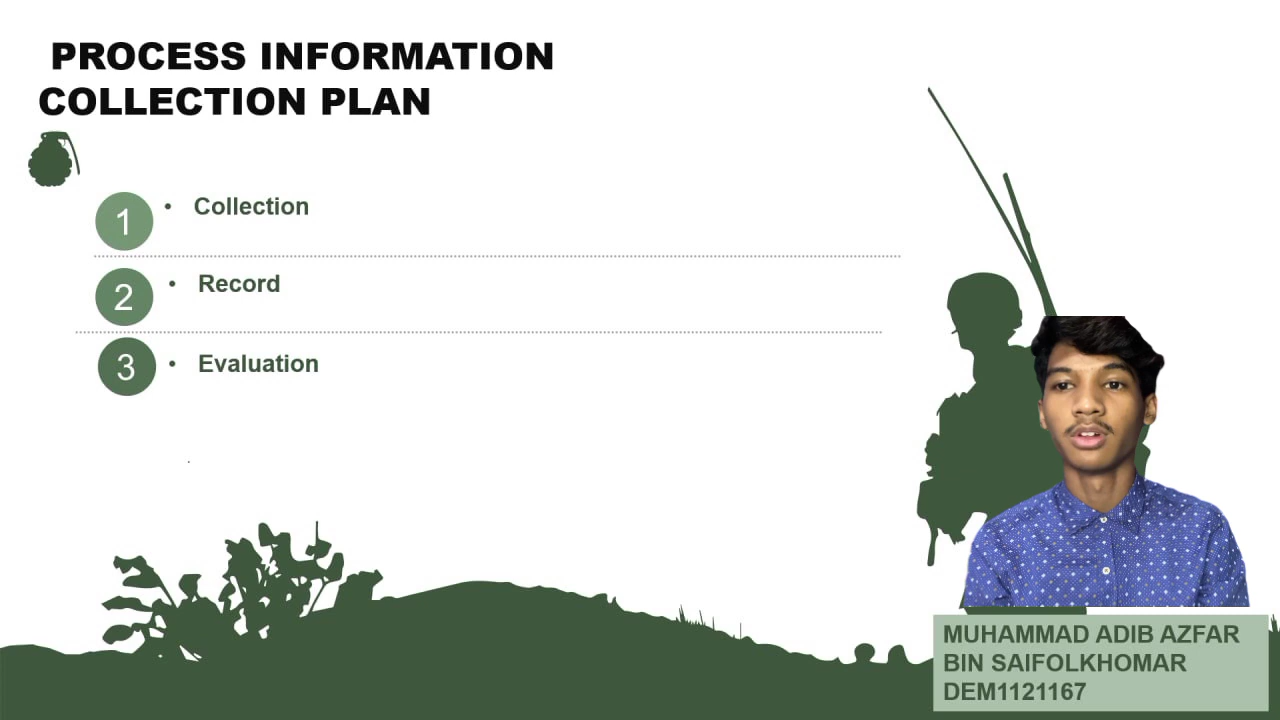 PROCESS INFORMATION
COLLECTION PLAN
1 • Collection
2 • Record
3 • Evaluation
MUHAMMAD ADIB AZFAR
BIN SAIFOLKHOMAR
DEM1121167